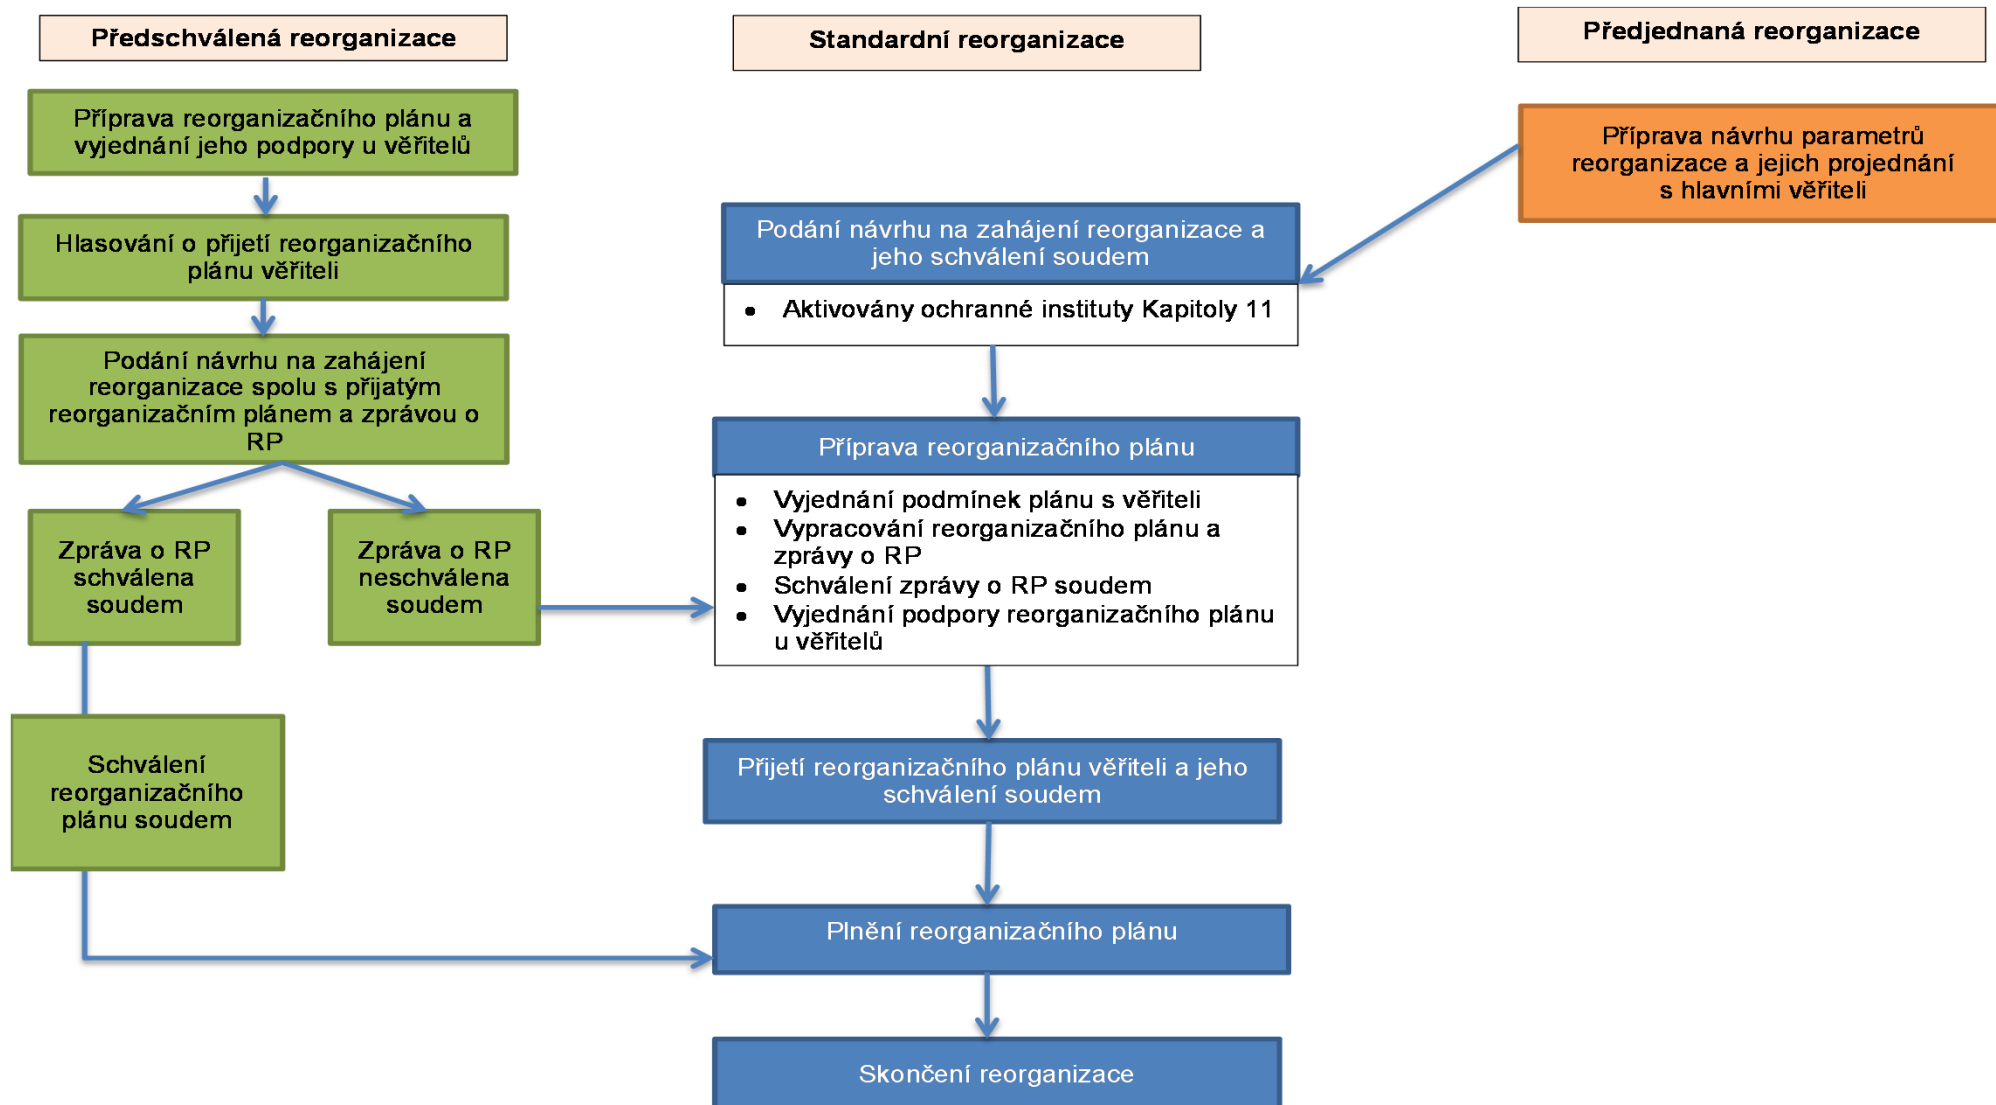 Předschválená reorganizace
Standardní reorganizace
Předjednaná reorganizace
Příprava reorganizačního plánu a
vyjednání jeho podpory u věřitelů
Hlasování o přijetí reorganizačního
plánu věřiteli
Podání návrhu na zahájení
reorganizace spolu s přijatým
reorganizačním plánem a zprávou o
RP
Zpráva o RP
schválena
soudem
Zpráva o RP
neschválena
soudem
Schválení
reorganizačního
plánu soudem
Podání návrhu na zahájení reorganizace a
jeho schválení soudem
• Aktivovány ochranné instituty Kapitoly 11
Příprava reorganizačního plánu
• Vyjednání podmínek plánu s věřiteli
• Vypracování reorganizačního plánu a
zprávy o RP
• Schválení zprávy o RP soudem
• Vyjednání podpory reorganizačního plánu
u věřitelů
Přijetí reorganizačního plánu věřiteli a jeho
schválení soudem
Plnění reorganizačního plánu
Skončení reorganizace
Příprava návrhu parametrů
reorganizace a jejich projednání
s hlavními věřiteli